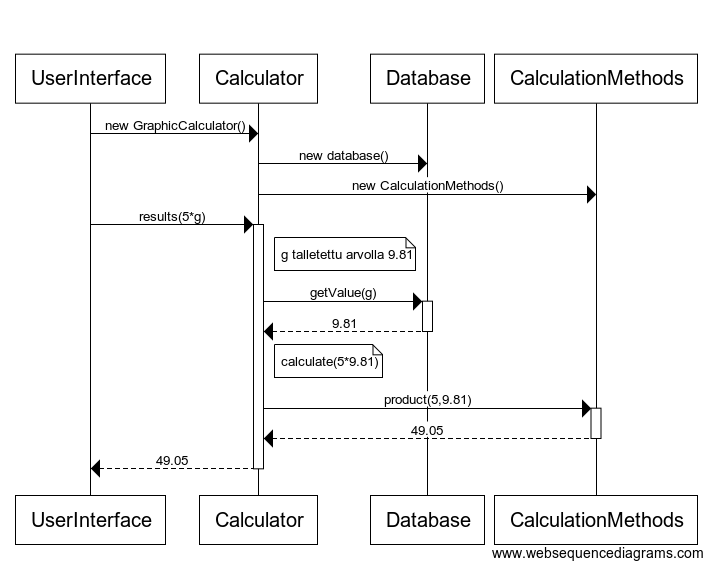 UserInterface
Calculator
Database
CalculationMethods
new GraphicCalculator()
new database()
new CalculationMethods()
results(5*g)
g talletettu arvolla 9.81
getValue(g)
9.81
calculate(5*9.81)
product(5,9.81)
49.05
49.05
UserInterface
Calculator
Database
CalculationMethods
www.websequencediagrams.com